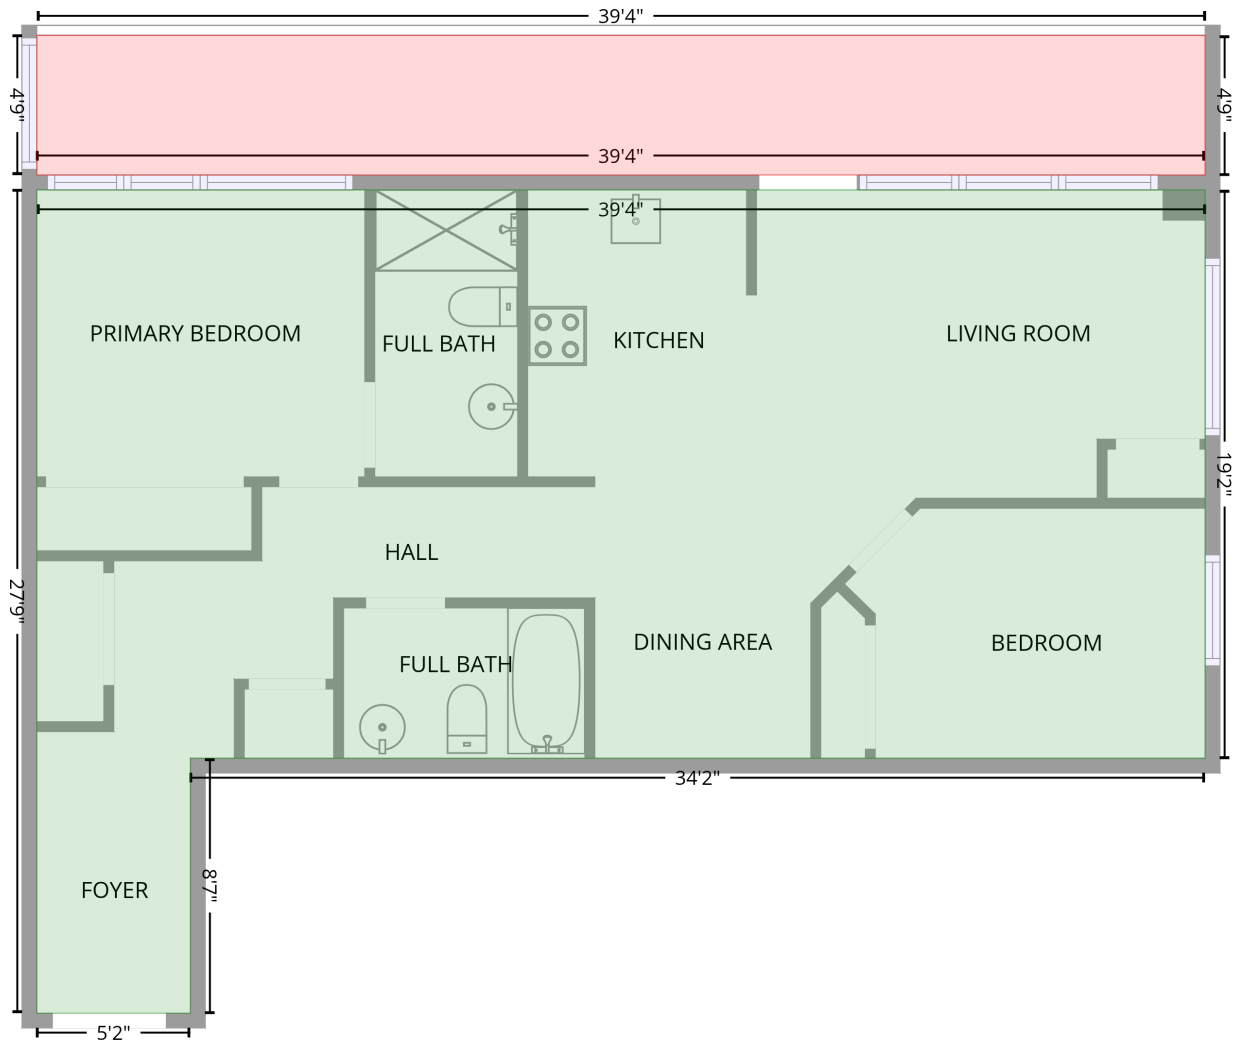 39'4"
4'9"
4'9"
39'4"
39'4"
PRIMARY BEDROOM
FULL BATH
KITCHEN
LIVING ROOM
19'2"
HALL
27'9"
FULL BATH
DINING AREA
BEDROOM
34'2"
FOYER
8'7"
5'2"